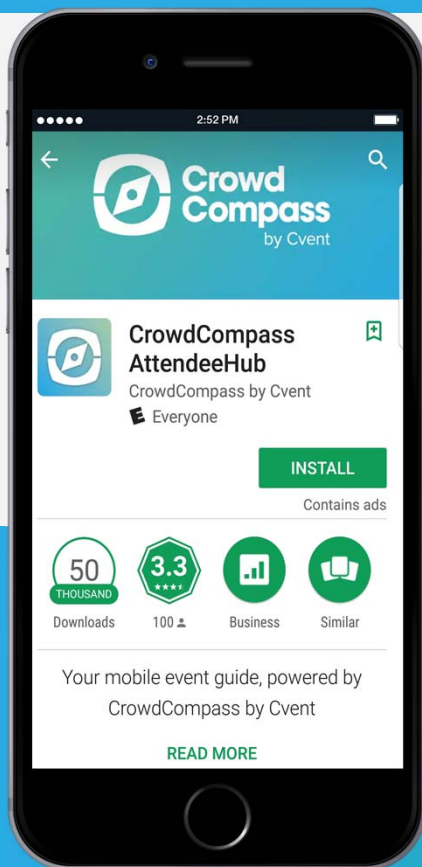 2:52 PM
Crowd
Compass
by Cvent
CrowdCompass
AttendeeHub
CrowdCompass by Cvent
E Everyone
INSTALL
Contains ads
50
THOUSAND
Downloads
3.3
100
Business
Similar
Your mobile event guide, powered by
CrowdCompass by Cvent
READ MORE